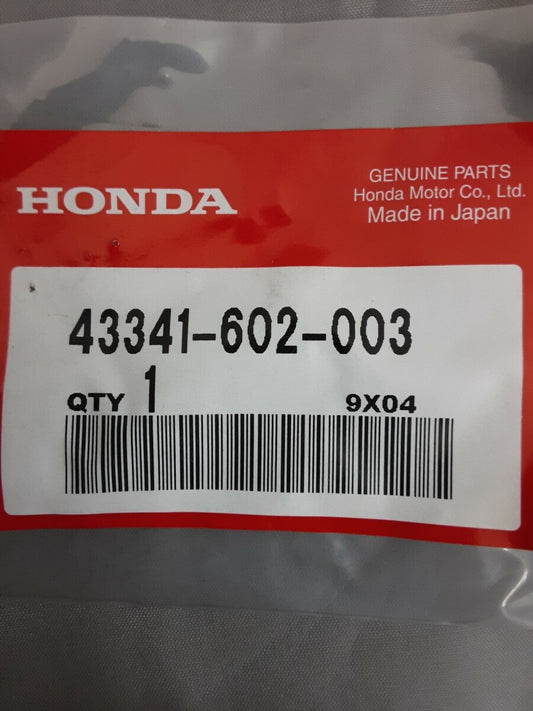 HONDA
GENUINE PARTS
Honda Motor Co., Ltd.
Made in Japan
43341-602-003
QTY 1 9X04